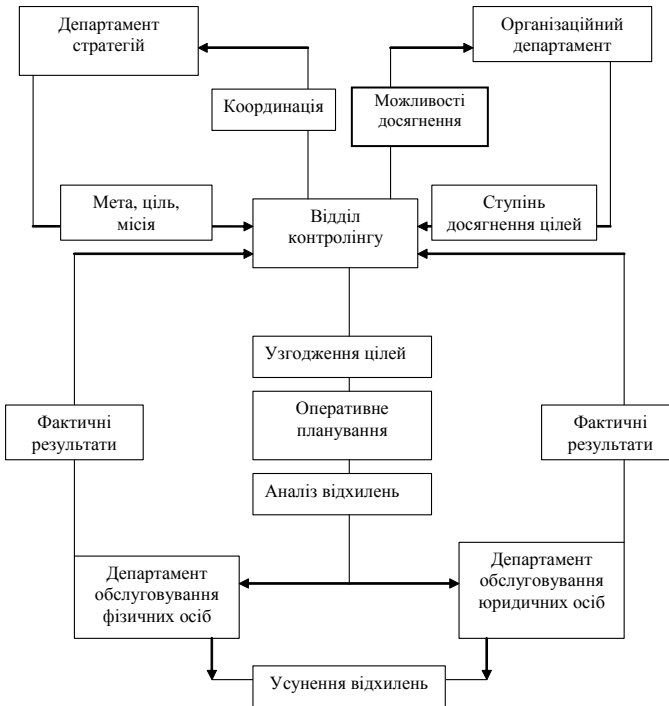 Департамент
стратегій
Організаційний
департамент
Координація
Можливості
досягнення
Мета, ціль,
місія
Відділ
контролінгу
Ступінь
досягнення цілей
Узгодження цілей
Фактичні
результати
Оперативне
планування
Фактичні
результати
Аналіз відхилень
Департамент
обслуговування
фізичних осіб
Департамент
обслуговування
юридичних осіб
Усунення відхилень